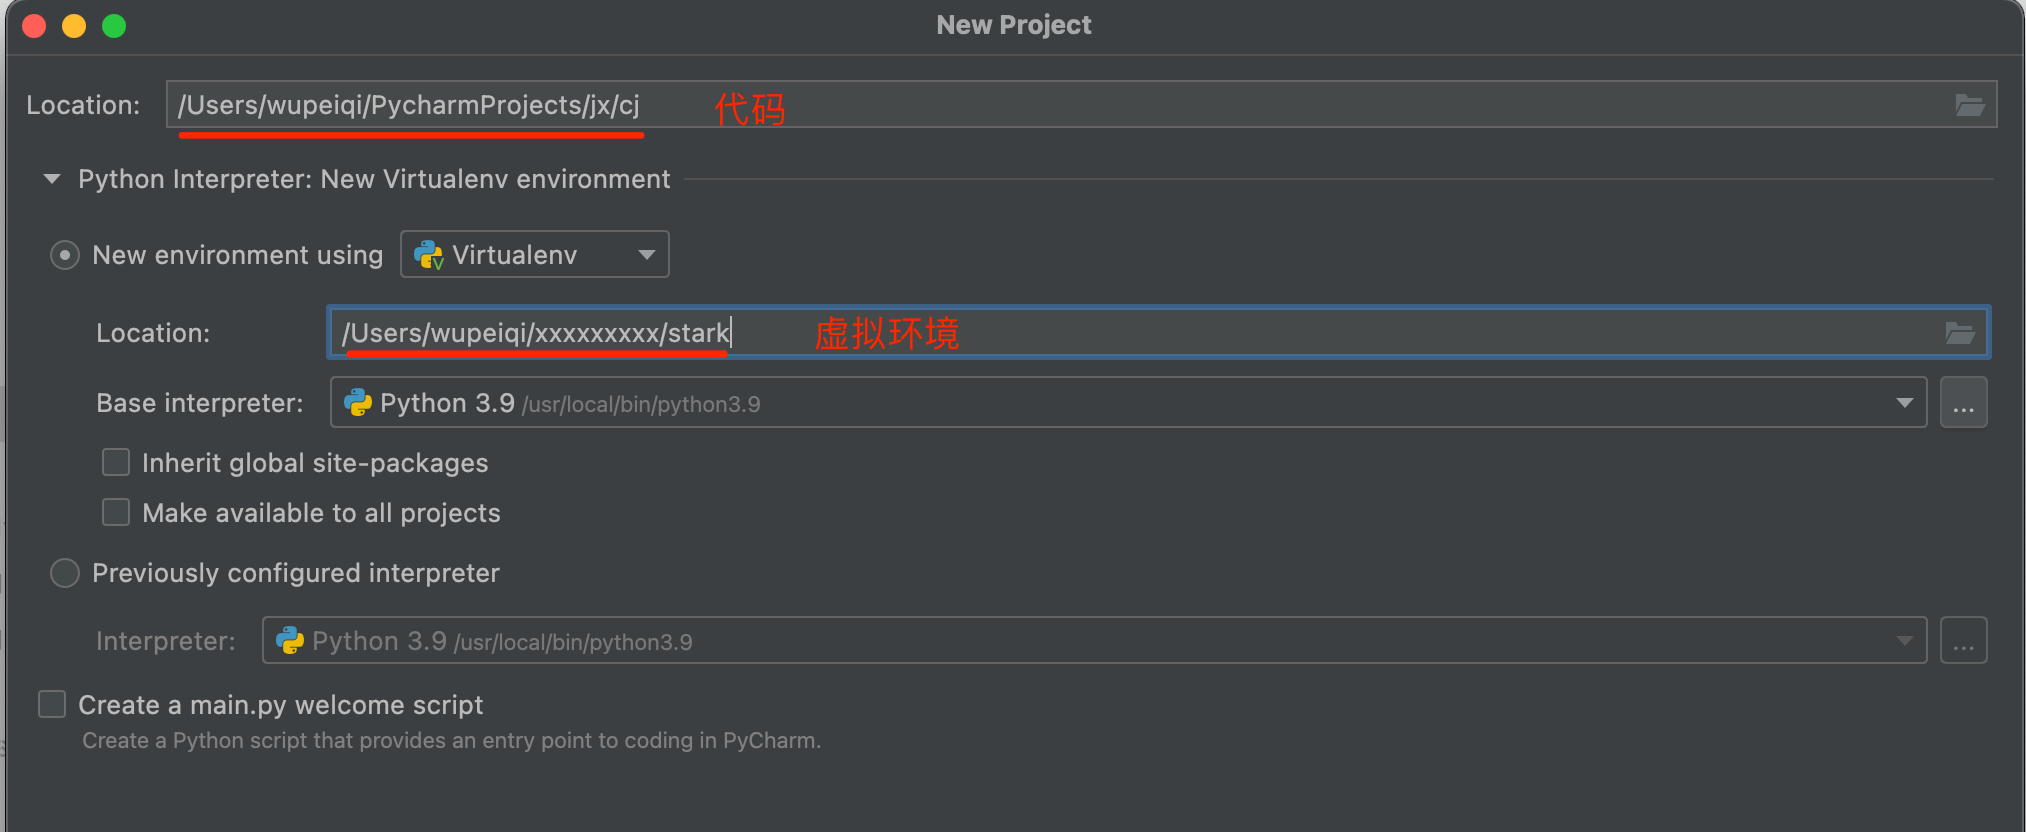 New Project
Location: /Users/wupeiqi/PycharmProjects/jx/cj 代码
Python Interpreter: New Virtualenv environment
New environment using Virtualenv
Location: /Users/wupeiqi/xxxxxxxxx/stark 虚拟环境
Base interpreter: Python 3.9 /usr/local/bin/python3.9 ...
Inherit global site-packages
Make available to all projects
Previously configured interpreter
Interpreter: Python 3.9 /usr/local/bin/python3.9 ...
Create a main.py welcome script
Create a Python script that provides an entry point to coding in PyCharm.